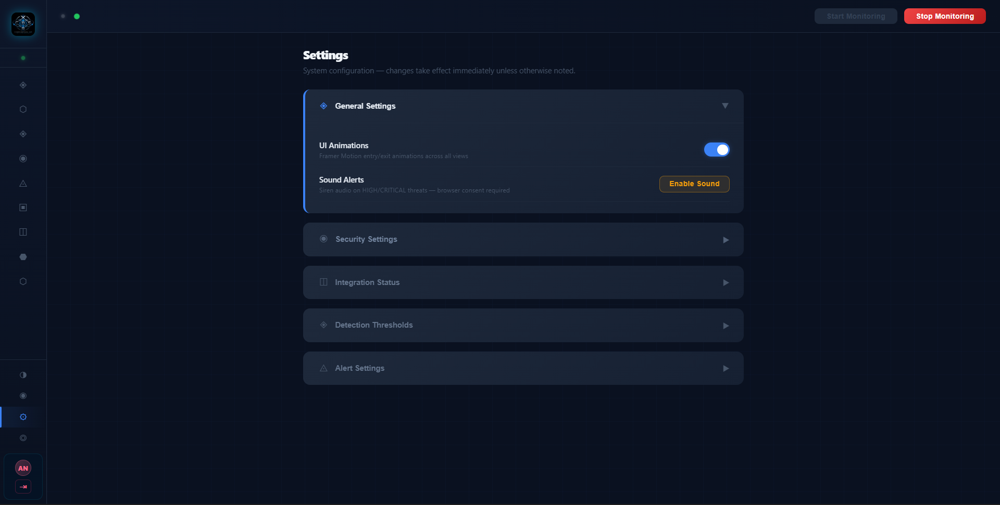 Start Monitoring
Stop Monitoring
Settings
System configuration — changes take effect immediately unless otherwise noted.
General Settings
UI Animations
Framer Motion entry/exit animations across all views
Sound Alerts
Siren audio on HIGH/CRITICAL threats — browser consent required
Enable Sound
Security Settings
Integration Status
Detection Thresholds
Alert Settings
AN